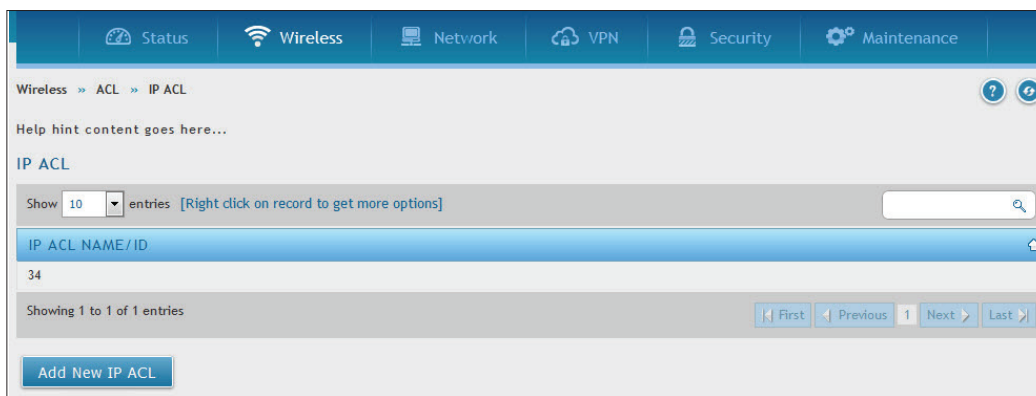 Status Wireless Network VPN Security Maintenance
Wireless » ACL » IP ACL
Help hint content goes here...
IP ACL
Show 10 entries [Right click on record to get more options]
IP ACL NAME/ID
34
Showing 1 to 1 of 1 entries First Previous 1 Next Last
Add New IP ACL